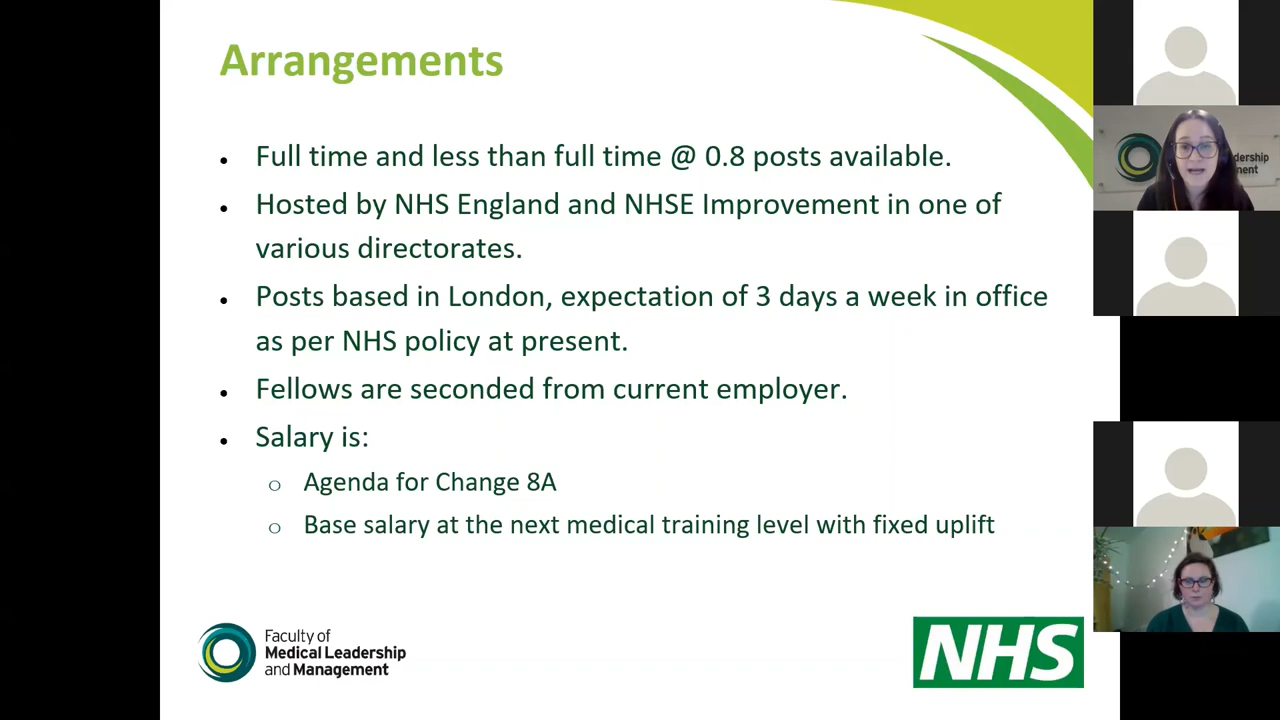 Arrangements
• Full time and less than full time @ 0.8 posts available.
• Hosted by NHS England and NHSE Improvement in one of
various directorates.
• Posts based in London, expectation of 3 days a week in office
as per NHS policy at present.
• Fellows are seconded from current employer.
• Salary is:
o Agenda for Change 8A
o Base salary at the next medical training level with fixed uplift
Faculty of
Medical Leadership
and Management
NHS